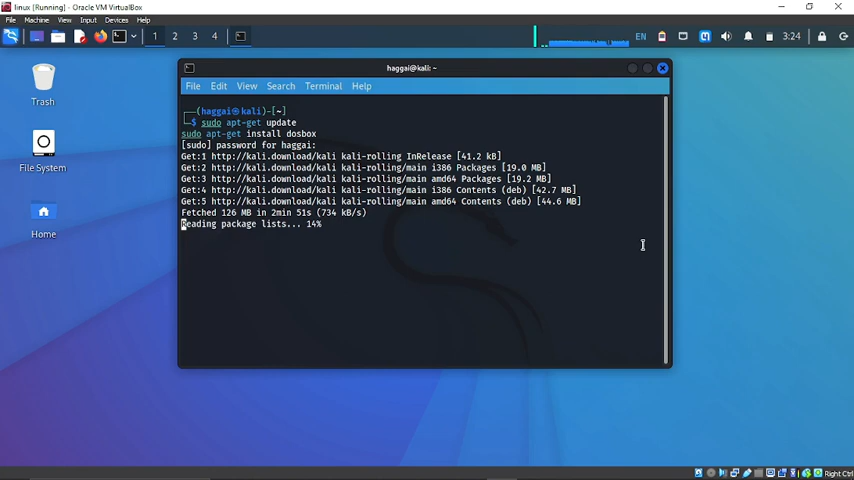 linux [Running] - Oracle VM VirtualBox
File Machine View Input Devices Help
1 2 3 4 EN 3:24
haggai@kali: ~
File Edit View Search Terminal Help
Trash
File System
Home
┌──(haggai㉿kali)-[~]
└─$ sudo apt-get update
sudo apt-get install dosbox
[sudo] password for haggai:
Get:1 http://kali.download/kali kali-rolling InRelease [41.2 kB]
Get:2 http://kali.download/kali kali-rolling/main i386 Packages [19.0 MB]
Get:3 http://kali.download/kali kali-rolling/main amd64 Packages [19.2 MB]
Get:4 http://kali.download/kali kali-rolling/main i386 Contents (deb) [42.7 MB]
Get:5 http://kali.download/kali kali-rolling/main amd64 Contents (deb) [44.6 MB]
Fetched 126 MB in 2min 51s (734 kB/s)
Reading package lists... 14%
Right Ctrl